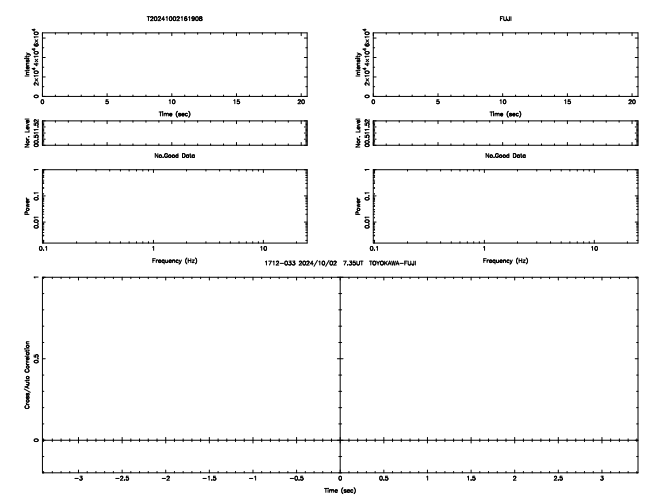 T20241002161908
FUJI
Intensity
0 2×10⁴ 4×10⁴ 6×10⁴
0 5 10 15 20
Time (sec)
Intensity
0 2×10⁴ 4×10⁴ 6×10⁴
0 5 10 15 20
Time (sec)
Nor. Level
00.511.52
Nor. Level
00.511.52
No.Good Data
No.Good Data
Power
1
0.1
0.01
0.1 1 10
Frequency (Hz)
Power
1
0.1
0.01
0.1 1 10
Frequency (Hz)
1712-033 2024/10/02 7.35UT TOYOKAWA-FUJI
Cross/Auto Correlation
1
0.5
0
-3 -2.5 -2 -1.5 -1 -0.5 0 0.5 1 1.5 2 2.5 3
Time (sec)